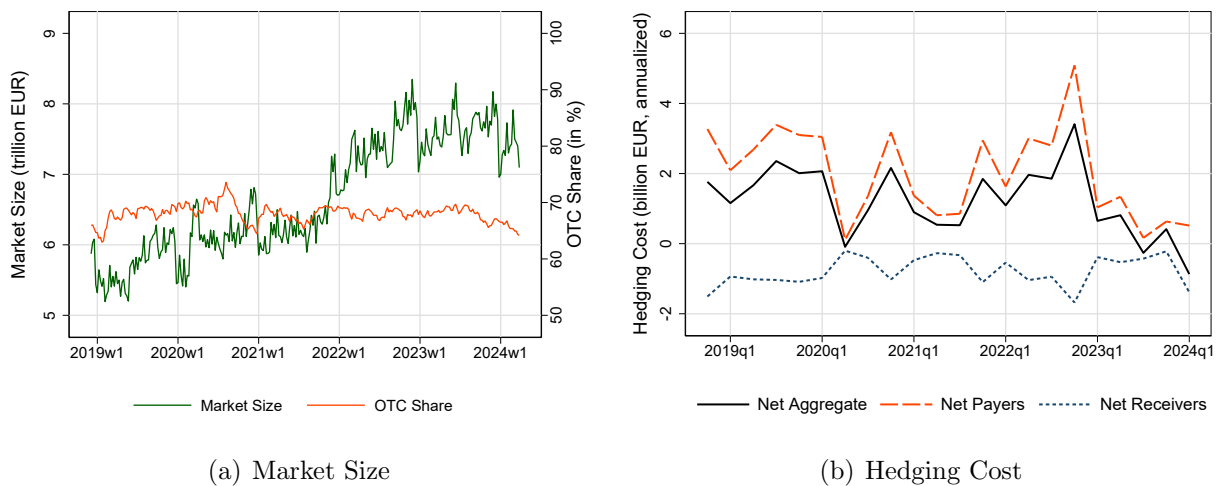 Market Size (trillion EUR)
9
8
7
6
5
OTC Share (in %)
100
90
80
70
60
50
2019w1 2020w1 2021w1 2022w1 2023w1 2024w1
Market Size OTC Share
(a) Market Size
Hedging Cost (billion EUR, annualized)
6
4
2
0
-2
2019q1 2020q1 2021q1 2022q1 2023q1 2024q1
Net Aggregate Net Payers Net Receivers
(b) Hedging Cost